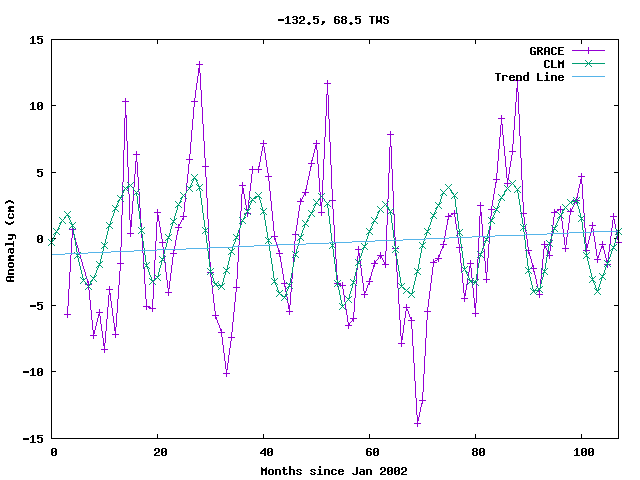 -132.5, 68.5 TWS
15
10
5
0
-5
-10
-15
Anomaly (cm)
GRACE
CLM
Trend Line
0 20 40 60 80 100
Months since Jan 2002